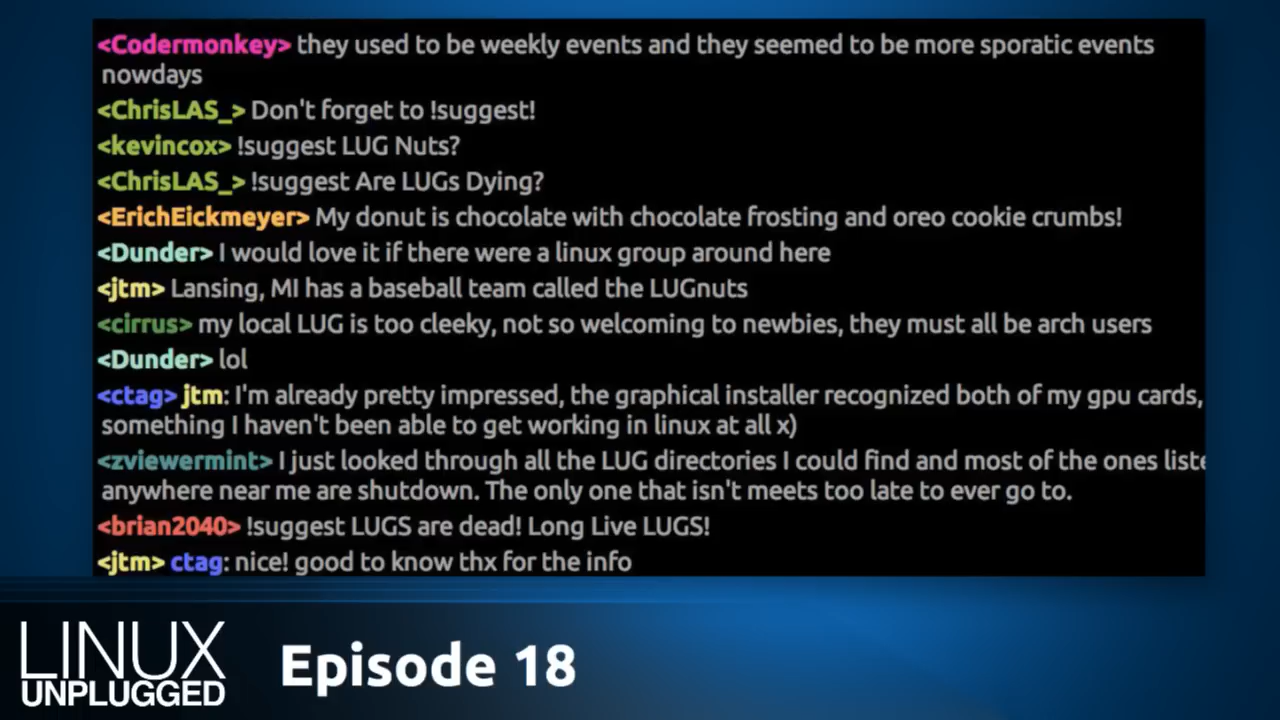 <Codermonkey> they used to be weekly events and they seemed to be more sporatic events
nowdays
<ChrisLAS_> Don't forget to !suggest!
<kevincox> !suggest LUG Nuts?
<ChrisLAS_> !suggest Are LUGs Dying?
<ErichEickmeyer> My donut is chocolate with chocolate frosting and oreo cookie crumbs!
<Dunder> I would love it if there were a linux group around here
<jtm> Lansing, MI has a baseball team called the LUGnuts
<cirrus> my local LUG is too cleeky, not so welcoming to newbies, they must all be arch users
<Dunder> lol
<ctag> jtm: I'm already pretty impressed, the graphical installer recognized both of my gpu cards,
something I haven't been able to get working in linux at all x)
<zviewermint> I just looked through all the LUG directories I could find and most of the ones liste
anywhere near me are shutdown. The only one that isn't meets too late to ever go to.
<brian2040> !suggest LUGS are dead! Long Live LUGS!
<jtm> ctag: nice! good to know thx for the info
LINUX
UNPLUGGED
Episode 18